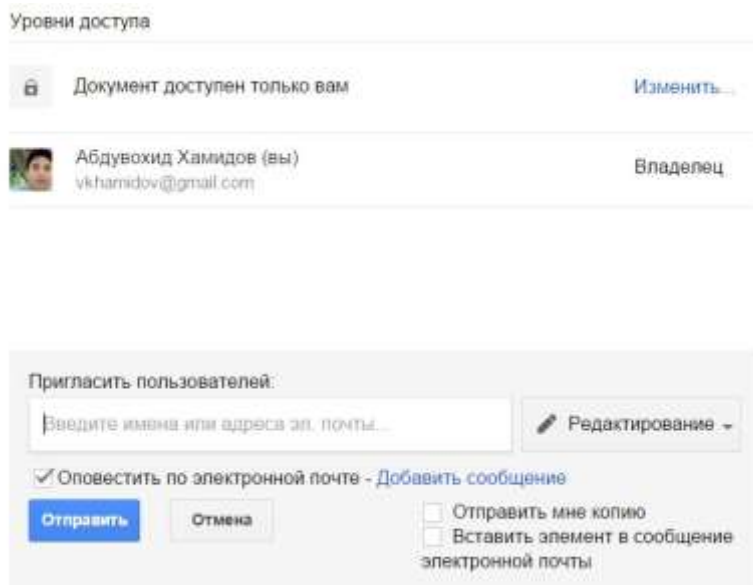 Уровни доступа
Документ доступен только вам Изменить...
Абдувохид Хамидов (вы)
vkhamidov@gmail.com
Владелец
Пригласить пользователей:
Введите имена или адреса эл. почты...
Редактирование
Оповестить по электронной почте - Добавить сообщение
Отправить Отмена
Отправить мне копию
Вставить элемент в сообщение
электронной почты